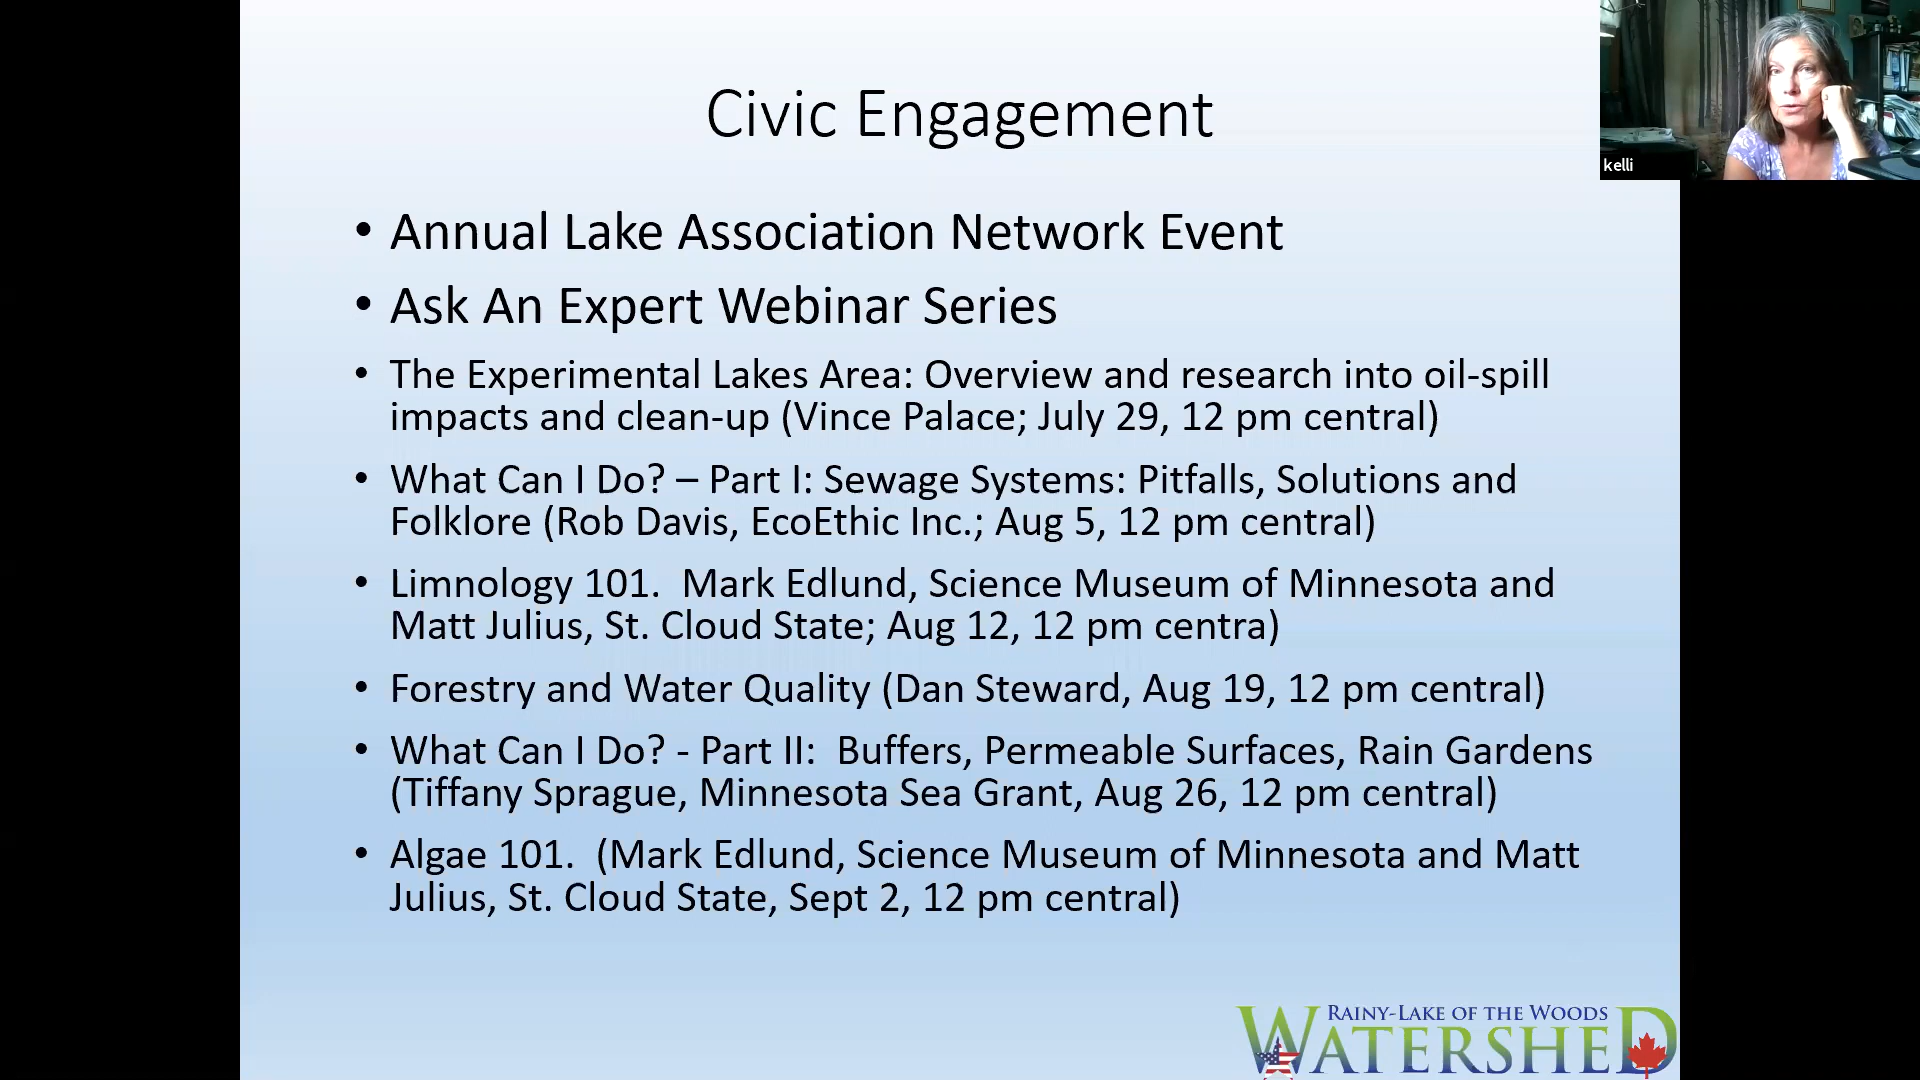 Civic Engagement
kelli
• Annual Lake Association Network Event
• Ask An Expert Webinar Series
• The Experimental Lakes Area: Overview and research into oil-spill
impacts and clean-up (Vince Palace; July 29, 12 pm central)
• What Can I Do? – Part I: Sewage Systems: Pitfalls, Solutions and
Folklore (Rob Davis, EcoEthic Inc.; Aug 5, 12 pm central)
• Limnology 101.  Mark Edlund, Science Museum of Minnesota and
Matt Julius, St. Cloud State; Aug 12, 12 pm centra)
• Forestry and Water Quality (Dan Steward, Aug 19, 12 pm central)
• What Can I Do? - Part II:  Buffers, Permeable Surfaces, Rain Gardens
(Tiffany Sprague, Minnesota Sea Grant, Aug 26, 12 pm central)
• Algae 101.  (Mark Edlund, Science Museum of Minnesota and Matt
Julius, St. Cloud State, Sept 2, 12 pm central)
RAINY-LAKE OF THE WOODS
WATERSHED